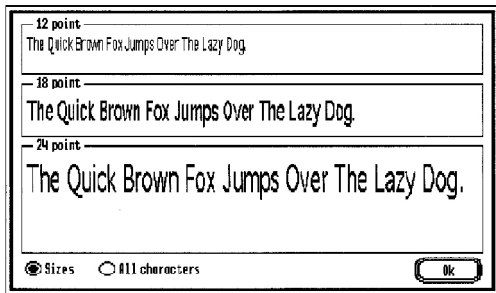 12 point
The Quick Brown Fox Jumps Over The Lazy Dog.
18 point
The Quick Brown Fox Jumps Over The Lazy Dog.
24 point
The Quick Brown Fox Jumps Over The Lazy Dog.
Sizes All characters Ok